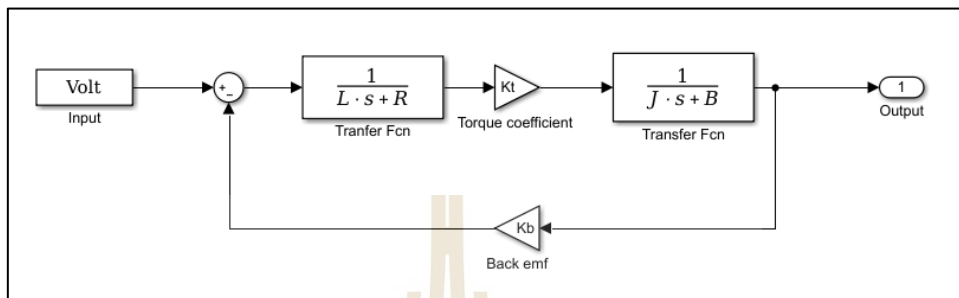 Volt
Input
+
-
1
L · s + R
Tranfer Fcn
Kt
Torque coefficient
1
J · s + B
Transfer Fcn
1
Output
Kb
Back emf